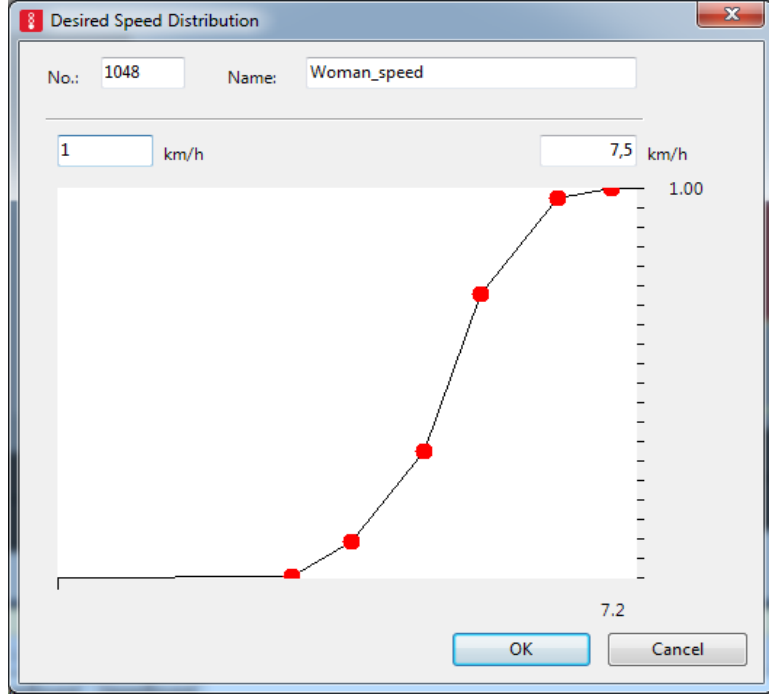 Desired Speed Distribution
No.: 1048 Name: Woman_speed
1 km/h 7,5 km/h
1.00
7.2
OK Cancel